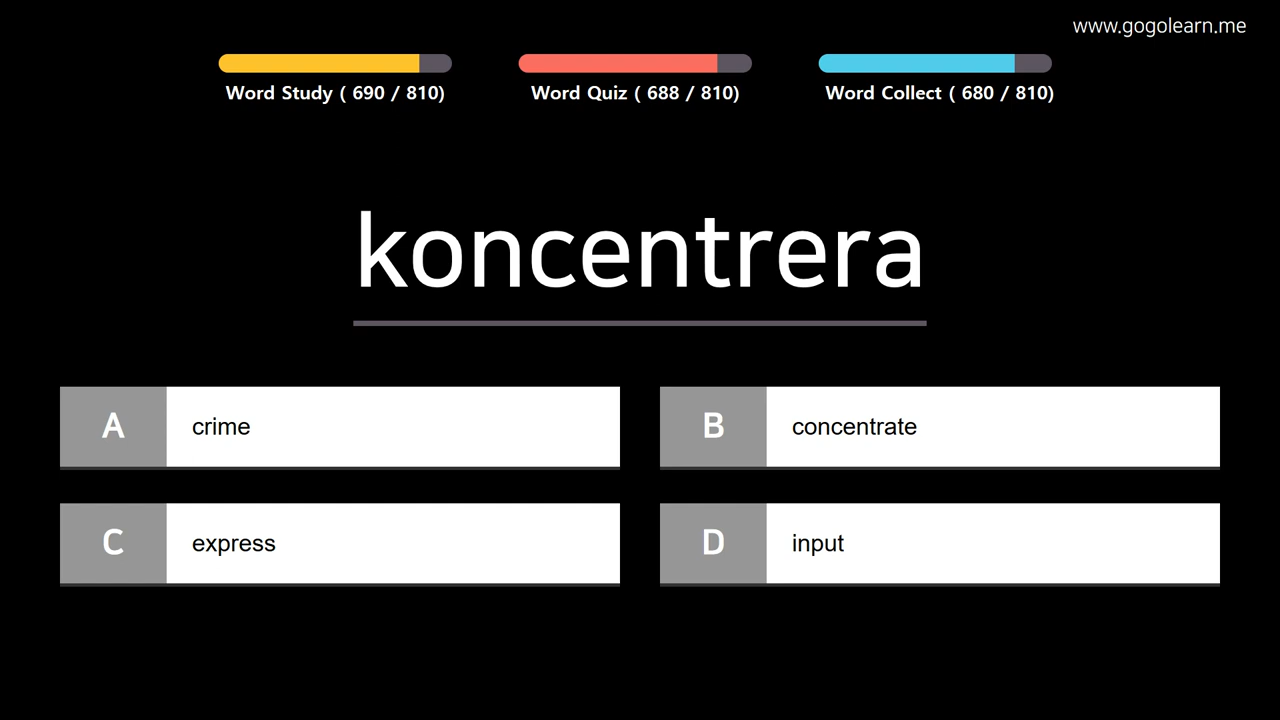 www.gogolearn.me
Word Study ( 690 / 810)
Word Quiz ( 688 / 810)
Word Collect ( 680 / 810)
koncentrera
A crime
B concentrate
C express
D input